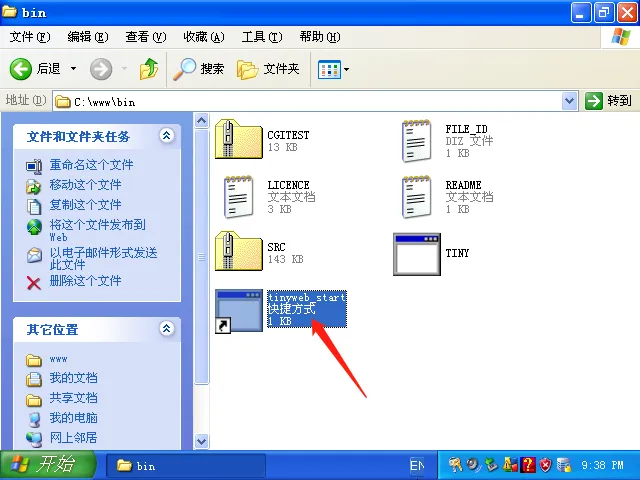 bin
文件(F) 编辑(E) 查看(V) 收藏(A) 工具(T) 帮助(H)
后退 搜索 文件夹
地址(D) C:\www\bin 转到
文件和文件夹任务
重命名这个文件
移动这个文件
复制这个文件
将这个文件发布到
Web
以电子邮件形式发送
此文件
删除这个文件
其它位置
www
我的文档
共享文档
我的电脑
网上邻居
CGITEST
13 KB
FILE_ID
DIZ 文件
1 KB
LICENCE
文本文档
3 KB
README
文本文档
1 KB
SRC
143 KB
TINY
tinyweb_start
快捷方式
1 KB
开始 bin EN 9:38 PM